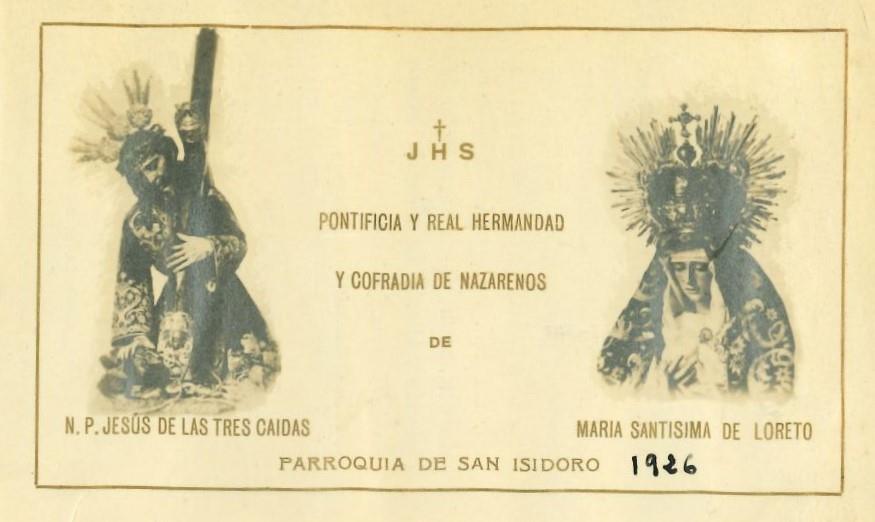 †
JHS
PONTIFICIA Y REAL HERMANDAD
Y COFRADIA DE NAZARENOS
DE
N. P. JESÚS DE LAS TRES CAIDAS
MARIA SANTISIMA DE LORETO
PARROQUIA DE SAN ISIDORO 1926